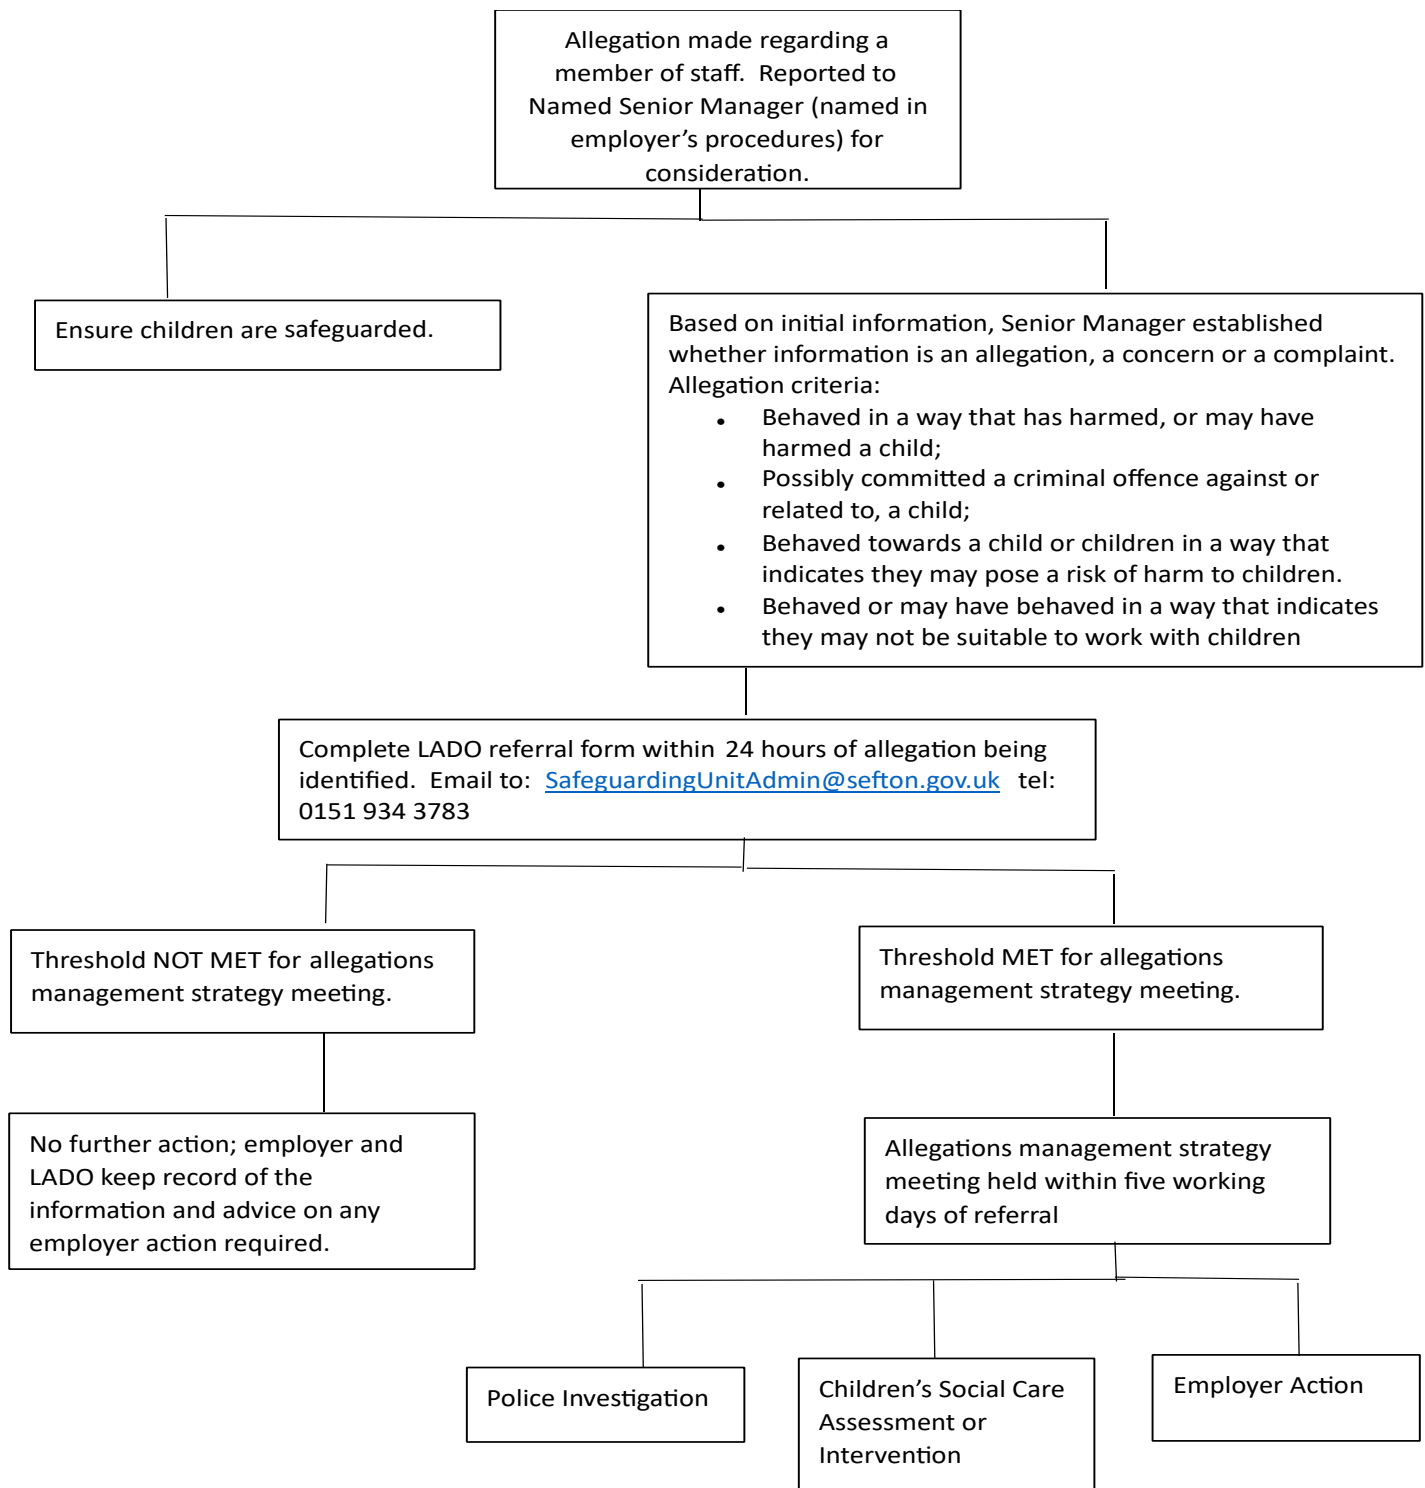 Allegation made regarding a
member of staff.  Reported to
Named Senior Manager (named in
employer’s procedures) for
consideration.
Ensure children are safeguarded.
Based on initial information, Senior Manager established
whether information is an allegation, a concern or a complaint.
Allegation criteria:
• Behaved in a way that has harmed, or may have
harmed a child;
• Possibly committed a criminal offence against or
related to, a child;
• Behaved towards a child or children in a way that
indicates they may pose a risk of harm to children.
• Behaved or may have behaved in a way that indicates
they may not be suitable to work with children
Complete LADO referral form within 24 hours of allegation being
identified.  Email to:  SafeguardingUnitAdmin@sefton.gov.uk  tel:
0151 934 3783
Threshold NOT MET for allegations
management strategy meeting.
Threshold MET for allegations
management strategy meeting.
No further action; employer and
LADO keep record of the
information and advice on any
employer action required.
Allegations management strategy
meeting held within five working
days of referral
Police Investigation
Children’s Social Care
Assessment or
Intervention
Employer Action